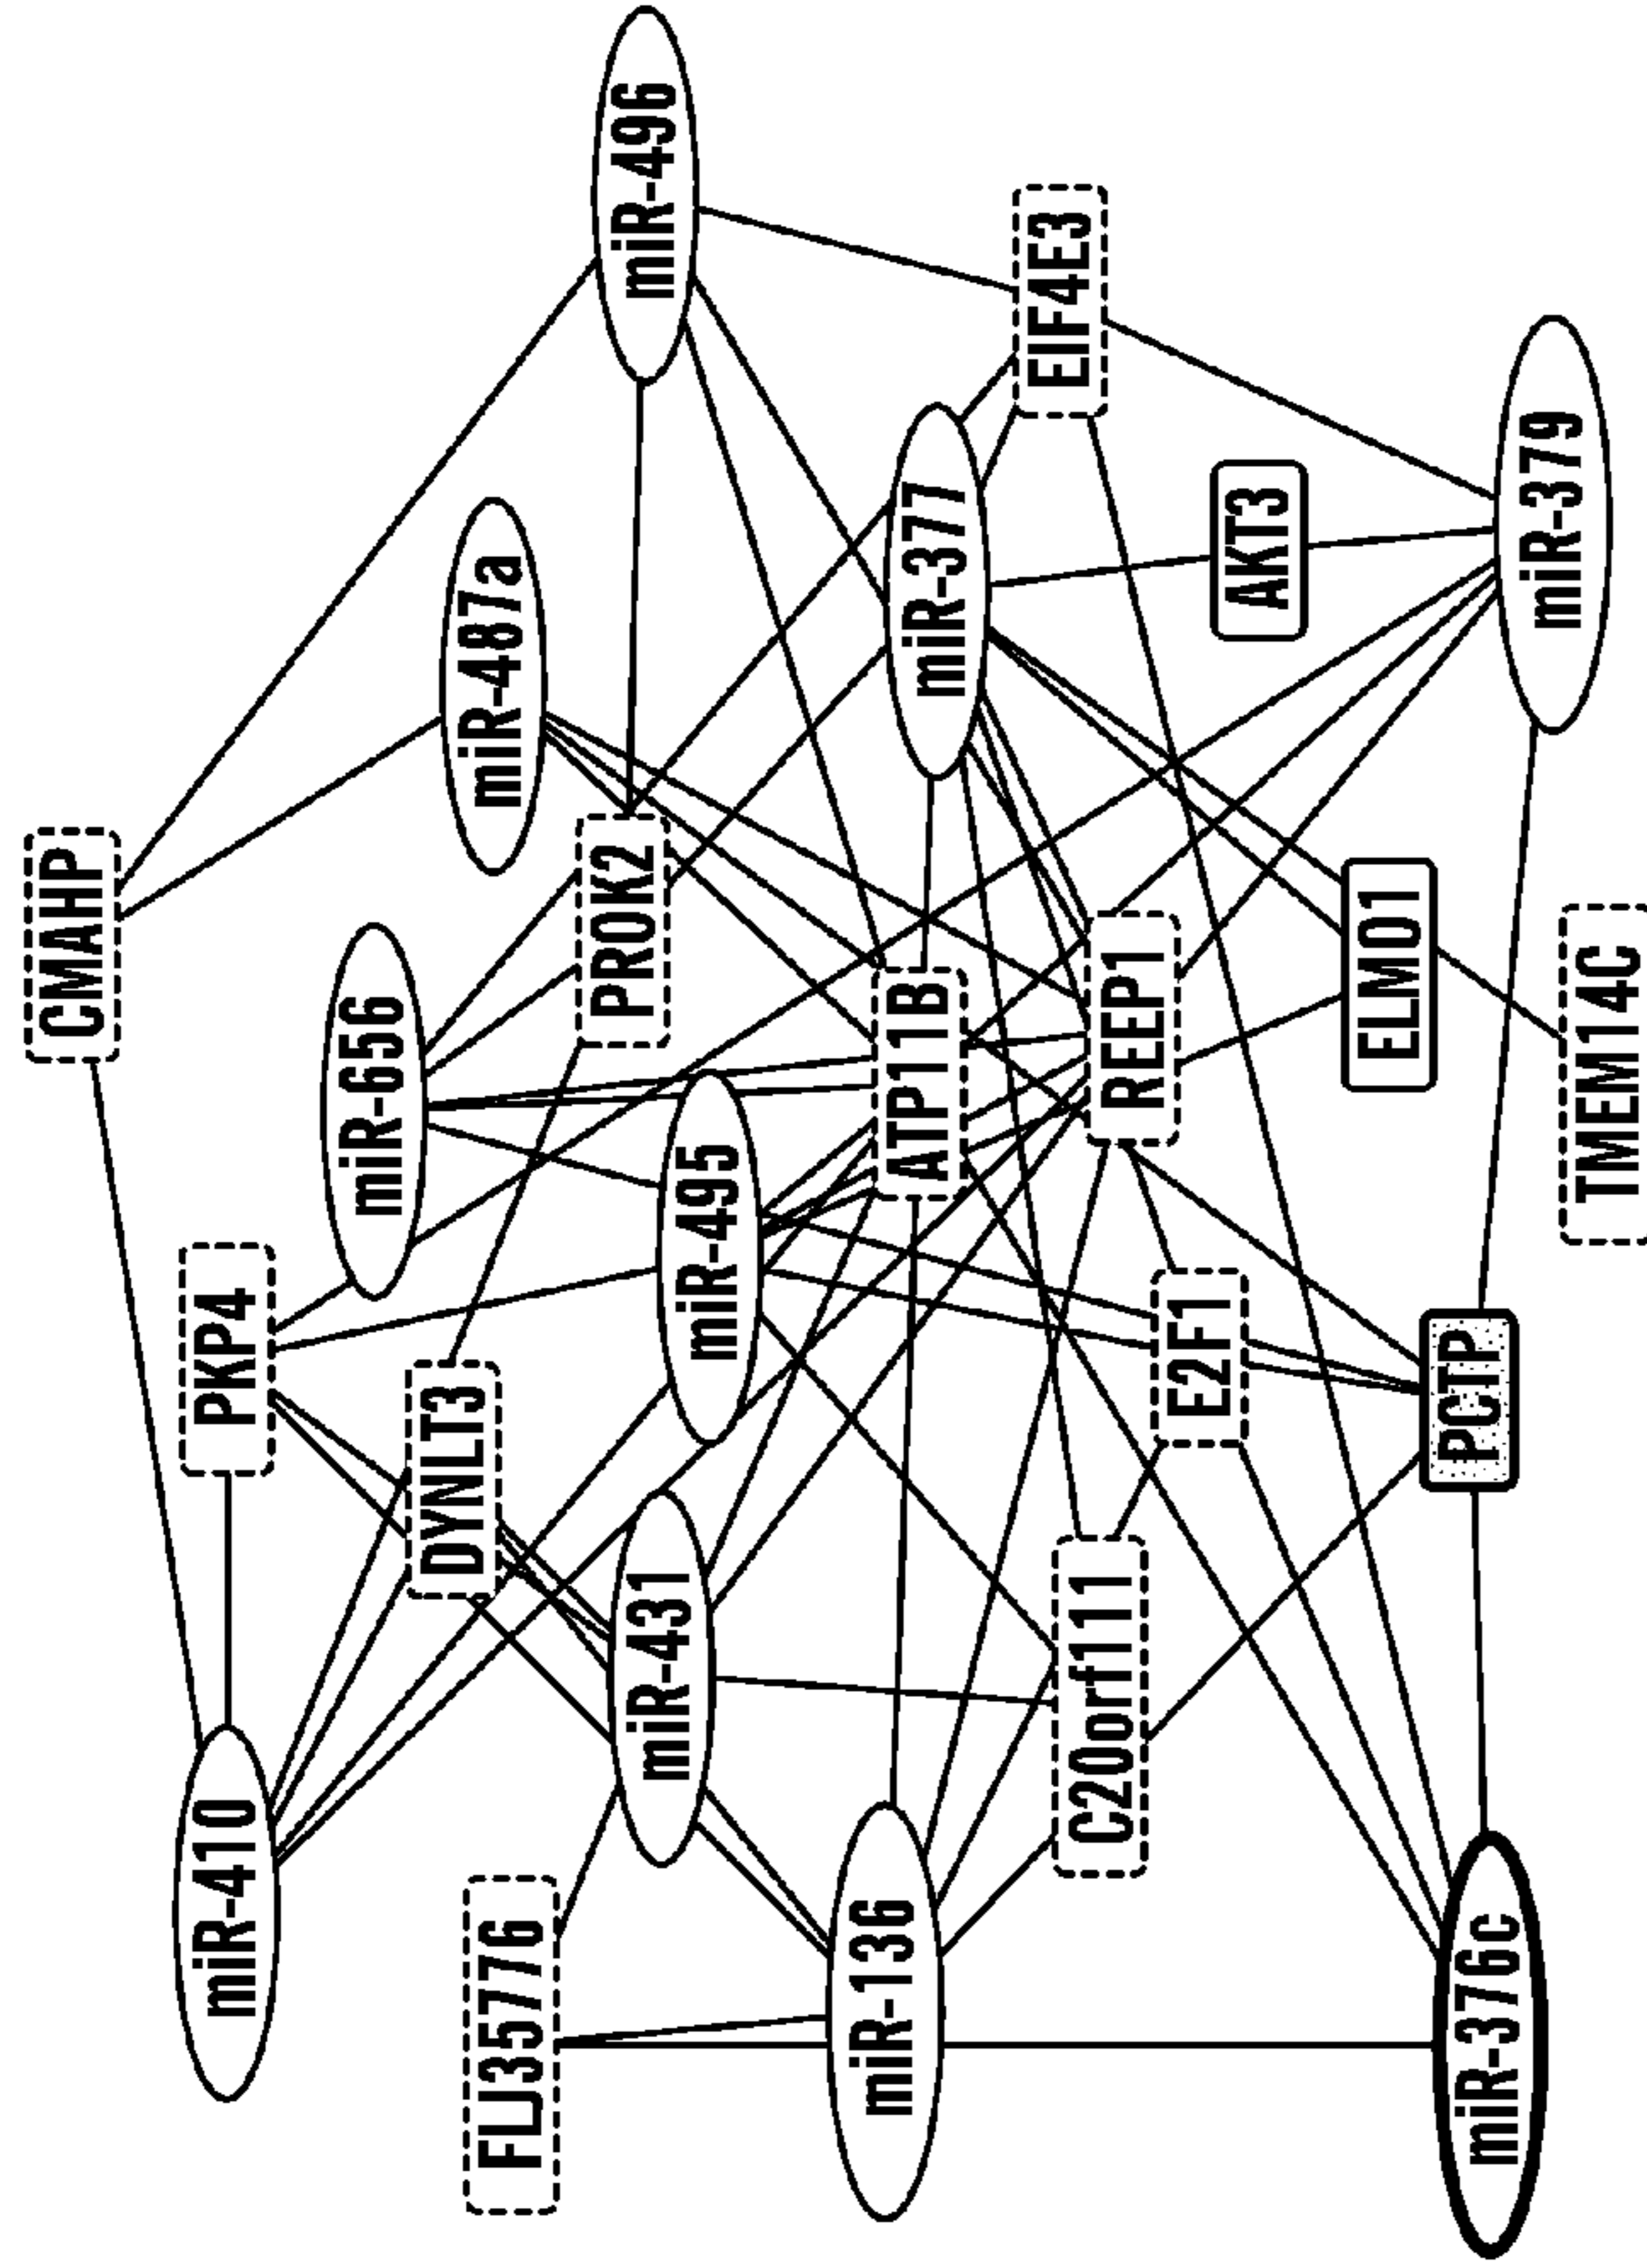 CMAHP
miR-496
miR-487a
miR-656
PROK2
PKP4
EIF4E3
miR-377
miR-495
DYNLT3
ATP11B
AKT3
miR-410
miR-431
REEP1
miR-379
FLJ35776
E2F1
ELMO1
miR-136
C20orf111
TMEM14C
PCTP
miR-376c